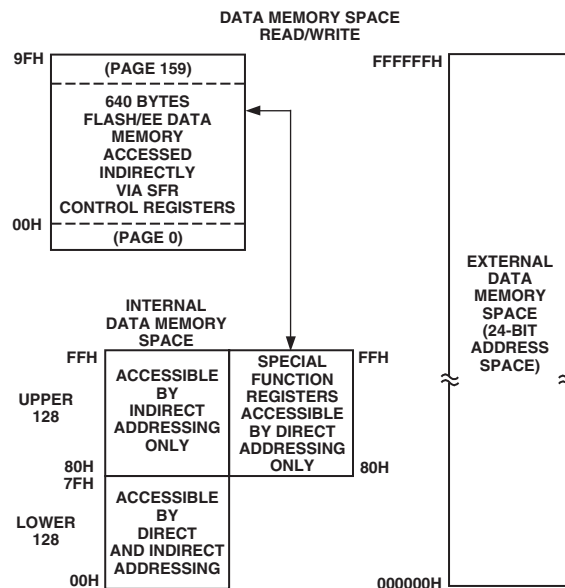 DATA MEMORY SPACE
READ/WRITE
9FH
(PAGE 159)
640 BYTES
FLASH/EE DATA
MEMORY
ACCESSED
INDIRECTLY
VIA SFR
CONTROL REGISTERS
00H
(PAGE 0)
INTERNAL
DATA MEMORY
SPACE
FFH
ACCESSIBLE
BY
INDIRECT
ADDRESSING
ONLY
UPPER
128
80H
SPECIAL
FUNCTION
REGISTERS
ACCESSIBLE
BY DIRECT
ADDRESSING
ONLY
FFH
80H
7FH
ACCESSIBLE
BY
DIRECT
AND INDIRECT
ADDRESSING
LOWER
128
00H
FFFFFFH
EXTERNAL
DATA
MEMORY
SPACE
(24-BIT
ADDRESS
SPACE)
000000H